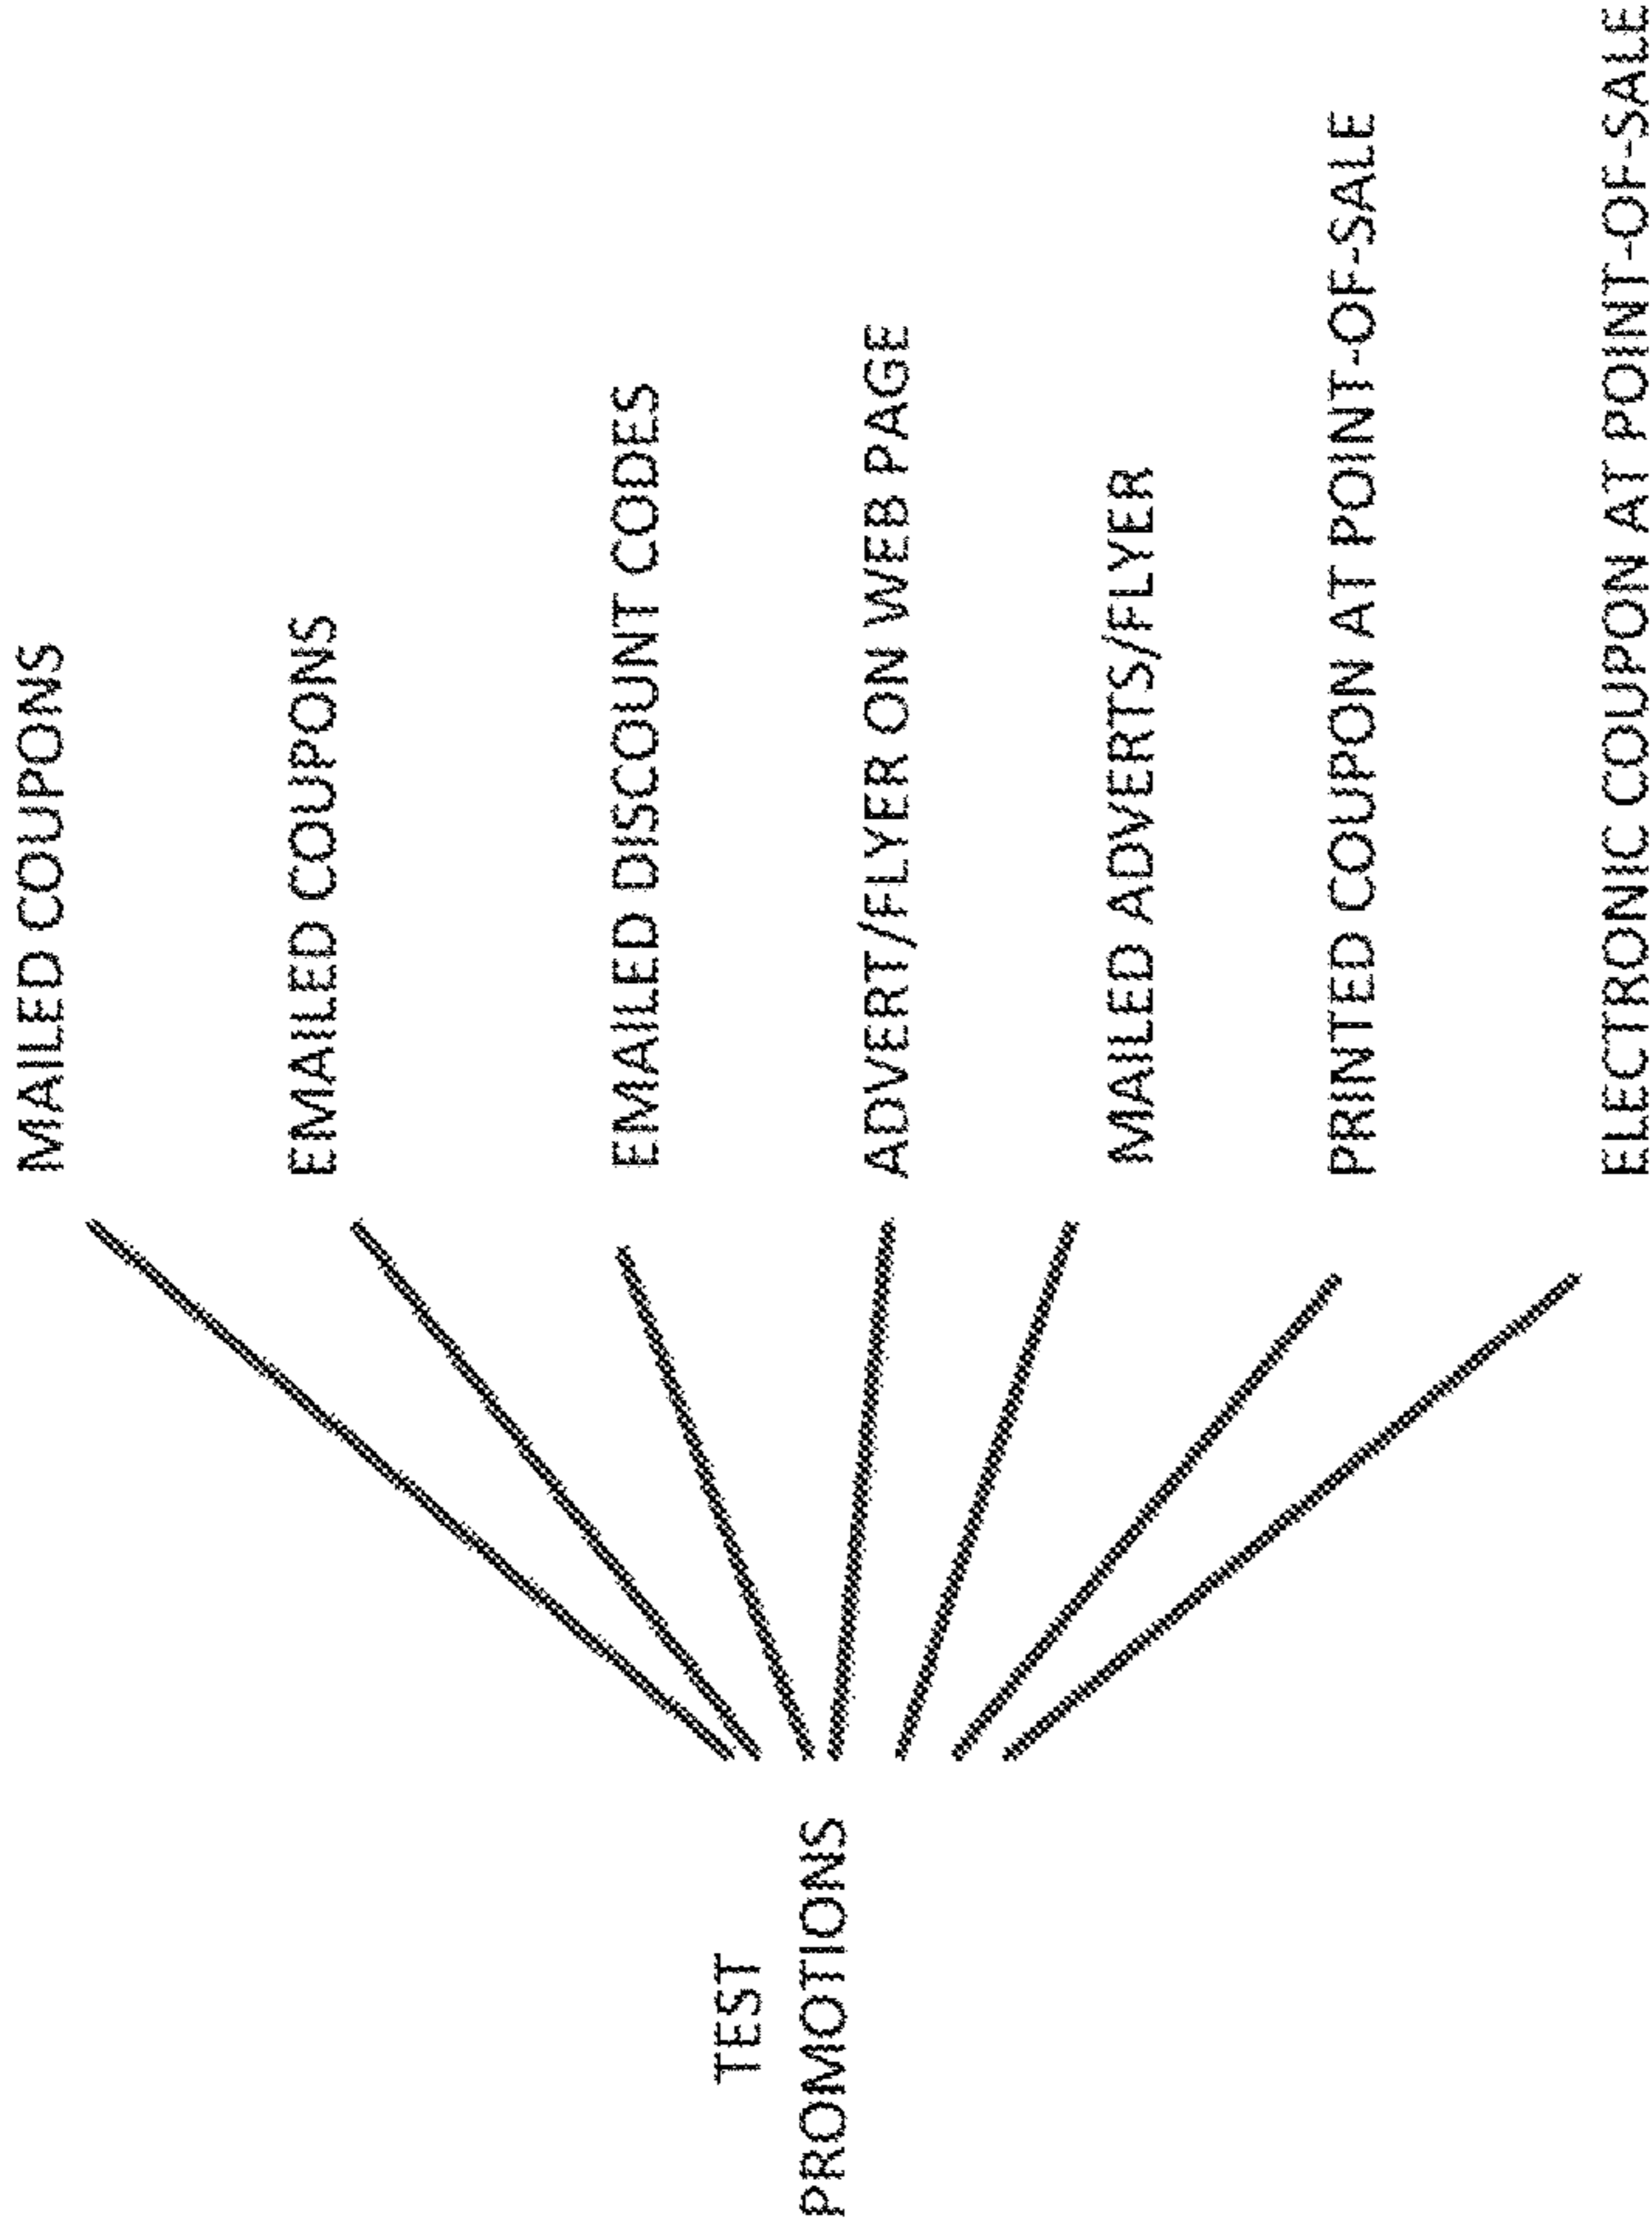 TEST
PROMOTIONS
MAILED COUPONS
EMAILED COUPONS
EMAILED DISCOUNT CODES
ADVERT/FLYER ON WEB PAGE
MAILED ADVERTS/FLYER
PRINTED COUPON AT POINT-OF-SALE
ELECTRONIC COUPON AT POINT-OF-SALE